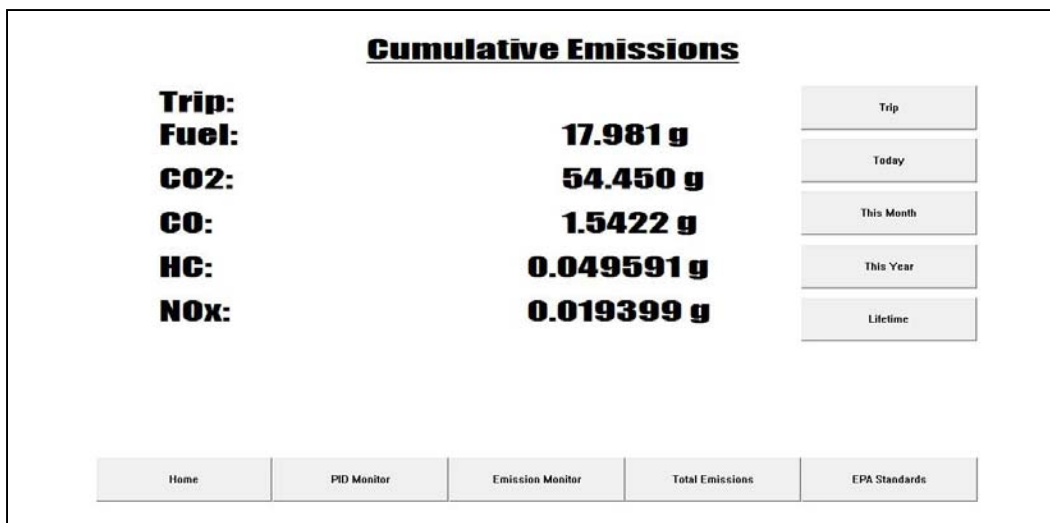 Cumulative Emissions
Trip:
Fuel: 17.981 g
CO2: 54.450 g
CO: 1.5422 g
HC: 0.049591 g
NOx: 0.019399 g
Trip
Today
This Month
This Year
Lifetime
Home PID Monitor Emission Monitor Total Emissions EPA Standards